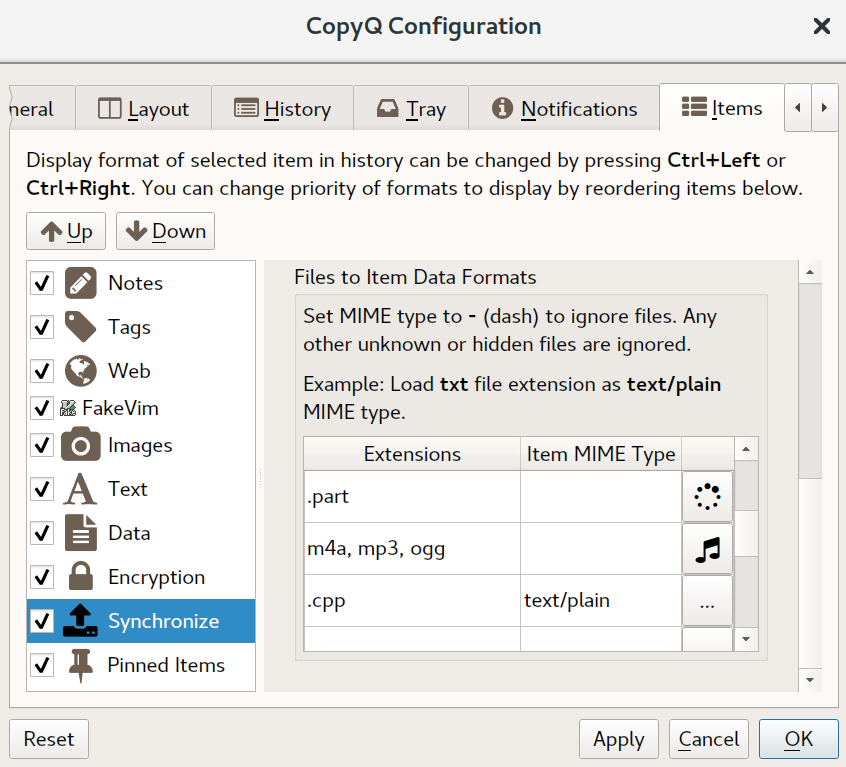 CopyQ Configuration
neral
Layout
History
Tray
Notifications
Items
Display format of selected item in history can be changed by pressing Ctrl+Left or
Ctrl+Right. You can change priority of formats to display by reordering items below.
Up
Down
Notes
Tags
Web
FakeVim
Images
Text
Data
Encryption
Synchronize
Pinned Items
Files to Item Data Formats
Set MIME type to - (dash) to ignore files. Any
other unknown or hidden files are ignored.
Example: Load txt file extension as text/plain
MIME type.
Extensions
Item MIME Type
.part
m4a, mp3, ogg
.cpp
text/plain
...
Reset
Apply
Cancel
OK